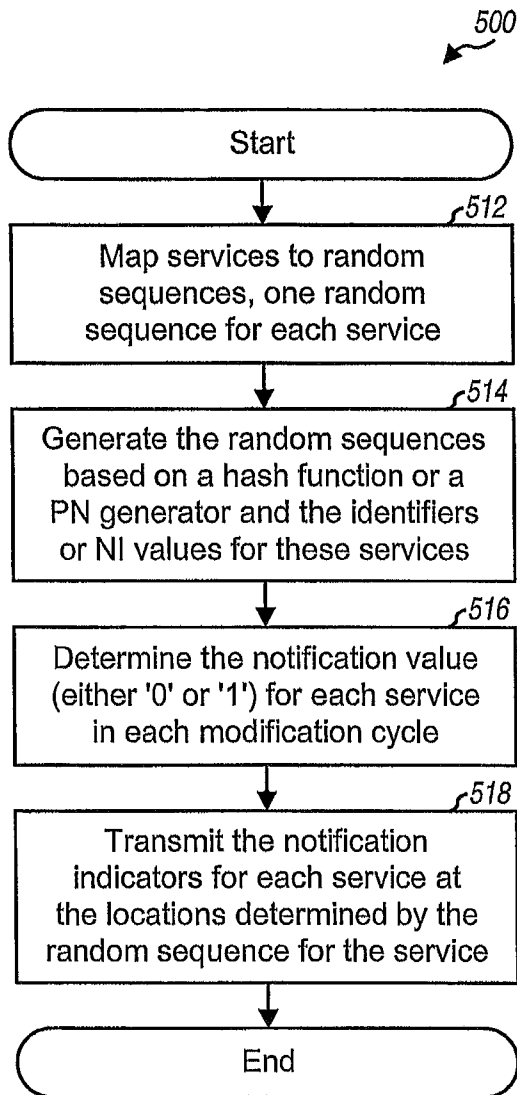 500
Start
512
Map services to random
sequences, one random
sequence for each service
514
Generate the random sequences
based on a hash function or a
PN generator and the identifiers
or NI values for these services
516
Determine the notification value
(either '0' or '1') for each service
in each modification cycle
518
Transmit the notification
indicators for each service at
the locations determined by the
random sequence for the service
End